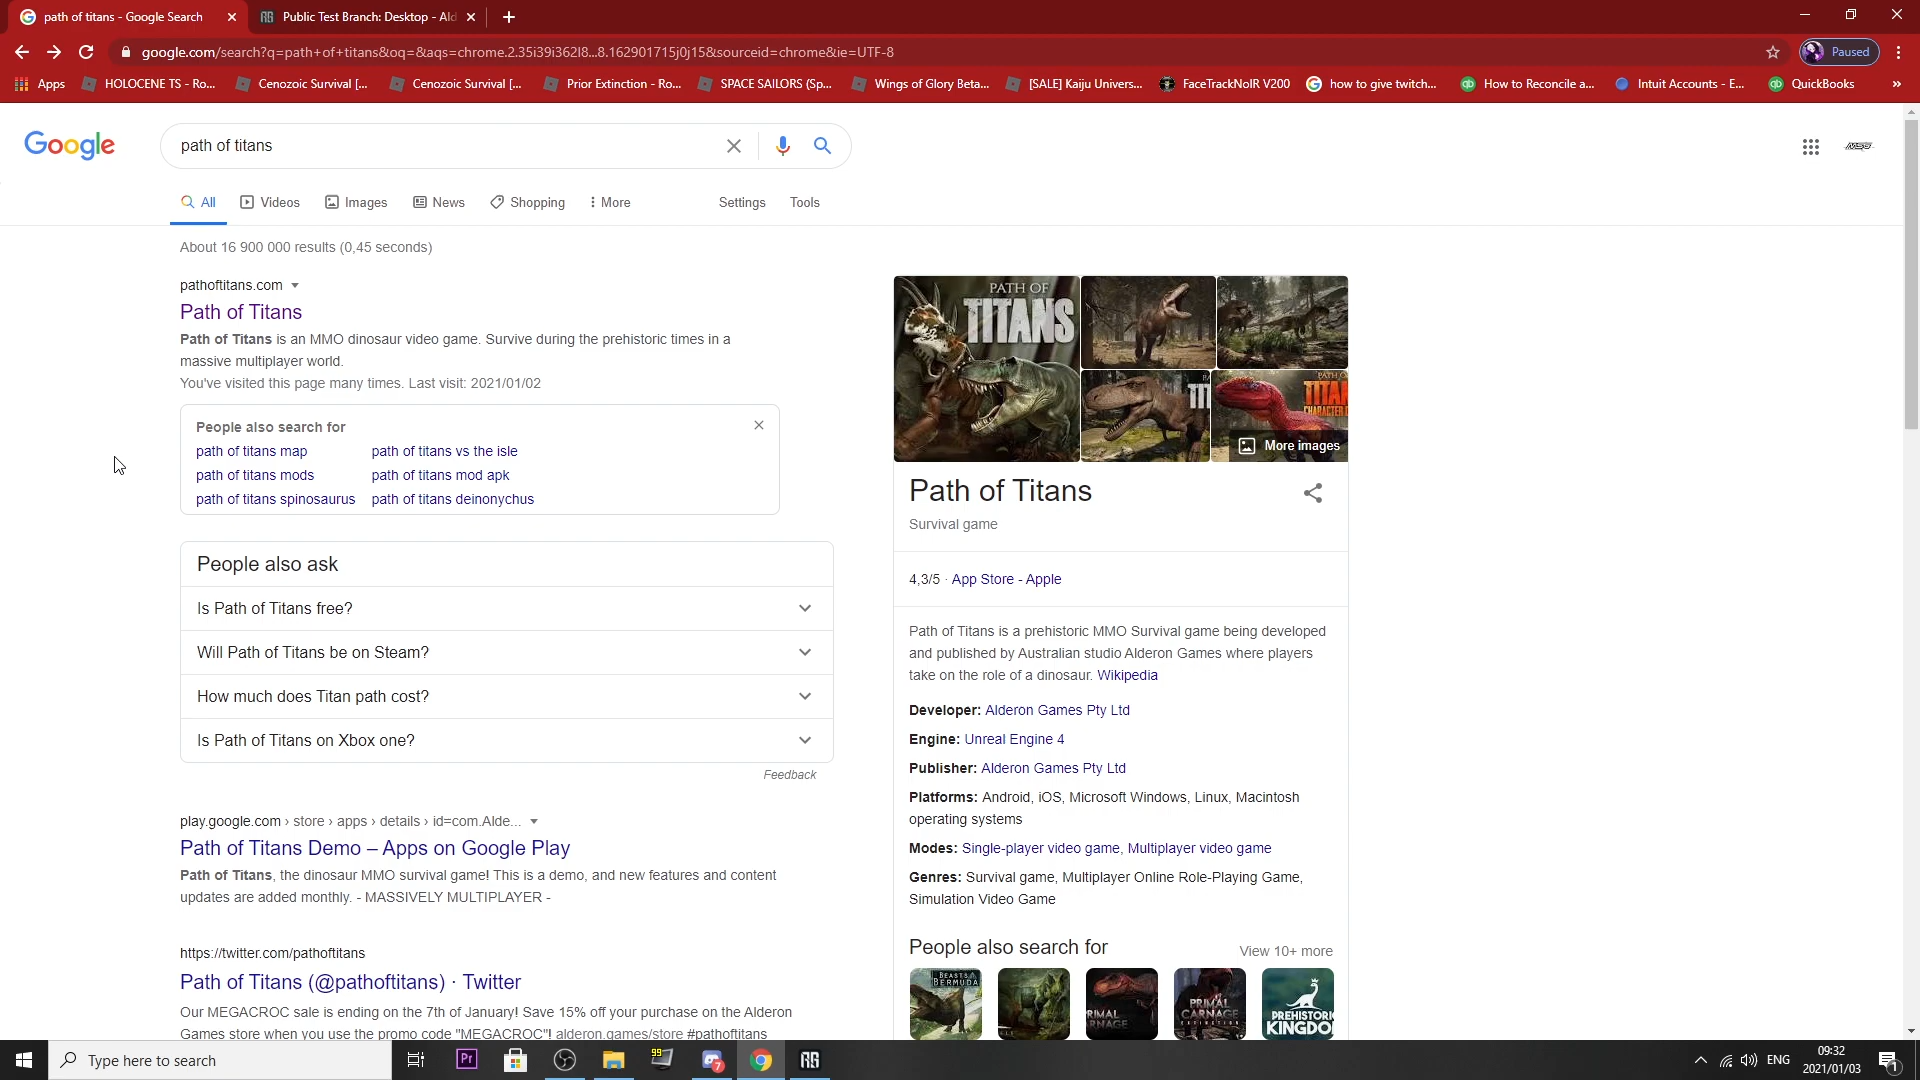 path of titans - Google Search
Public Test Branch: Desktop - Ald
google.com/search?q=path+of+titans&oq=&aqs=chrome.2.35i39i362l8...8.162901715j0j15&sourceid=chrome&ie=UTF-8
Paused
Apps
HOLOCENE TS - Ro...
Cenozoic Survival [...
Cenozoic Survival [...
Prior Extinction - Ro...
SPACE SAILORS (Sp...
Wings of Glory Beta...
[SALE] Kaiju Univers...
FaceTrackNoIR V200
how to give twitch...
How to Reconcile a...
Intuit Accounts - E...
QuickBooks
»
Google
path of titans
All
Videos
Images
News
Shopping
More
Settings
Tools
About 16 900 000 results (0,45 seconds)
pathoftitans.com
Path of Titans
Path of Titans is an MMO dinosaur video game. Survive during the prehistoric times in a
massive multiplayer world.
You've visited this page many times. Last visit: 2021/01/02
People also search for
path of titans map
path of titans vs the isle
path of titans mods
path of titans mod apk
path of titans spinosaurus
path of titans deinonychus
People also ask
Is Path of Titans free?
Will Path of Titans be on Steam?
How much does Titan path cost?
Is Path of Titans on Xbox one?
Feedback
play.google.com › store › apps › details › id=com.Alde...
Path of Titans Demo – Apps on Google Play
Path of Titans, the dinosaur MMO survival game! This is a demo, and new features and content
updates are added monthly. - MASSIVELY MULTIPLAYER -
https://twitter.com/pathoftitans
Path of Titans (@pathoftitans) · Twitter
Our MEGACROC sale is ending on the 7th of January! Save 15% off your purchase on the Alderon
Games store when you use the promo code "MEGACROC"! alderon.games/store #pathoftitans
PATH OF
TITANS
More images
Path of Titans
Survival game
4,3/5 · App Store - Apple
Path of Titans is a prehistoric MMO Survival game being developed
and published by Australian studio Alderon Games where players
take on the role of a dinosaur. Wikipedia
Developer: Alderon Games Pty Ltd
Engine: Unreal Engine 4
Publisher: Alderon Games Pty Ltd
Platforms: Android, iOS, Microsoft Windows, Linux, Macintosh
operating systems
Modes: Single-player video game, Multiplayer video game
Genres: Survival game, Multiplayer Online Role-Playing Game,
Simulation Video Game
People also search for
View 10+ more
BEASTS
BERMUDA
PRIMAL
CARNAGE
PREHISTORIC
KINGDO
Type here to search
Pr
99
7
ENG
09:32
2021/01/03
1